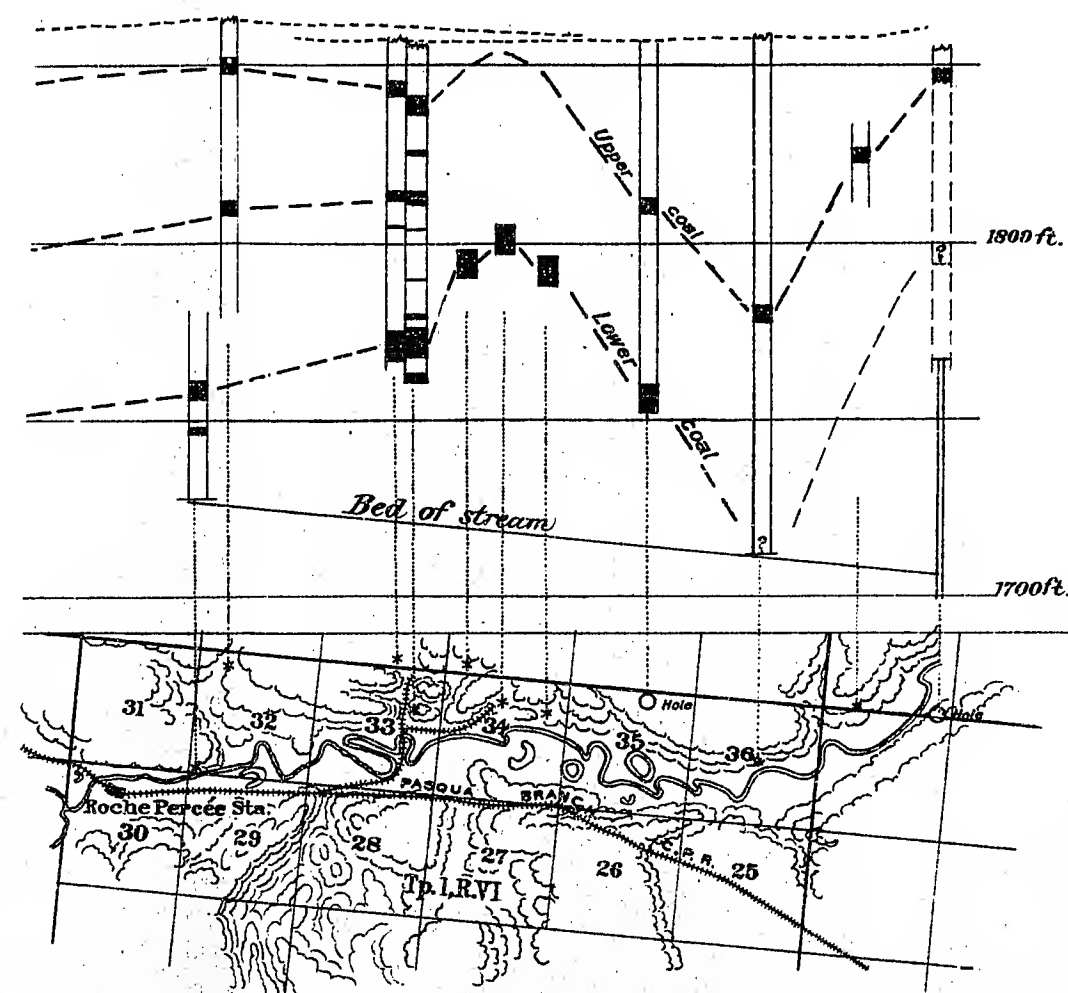 Upper
coal
1800 ft.
?
Lower
coal
Bed of stream
?
1700 ft.
31
32
33
34
35
36
Hole
Hole
PASQUA BRANCH
C. P. R.
Roche Percée Sta.
30
29
28
27
26
25
Tp. 1, R. VI